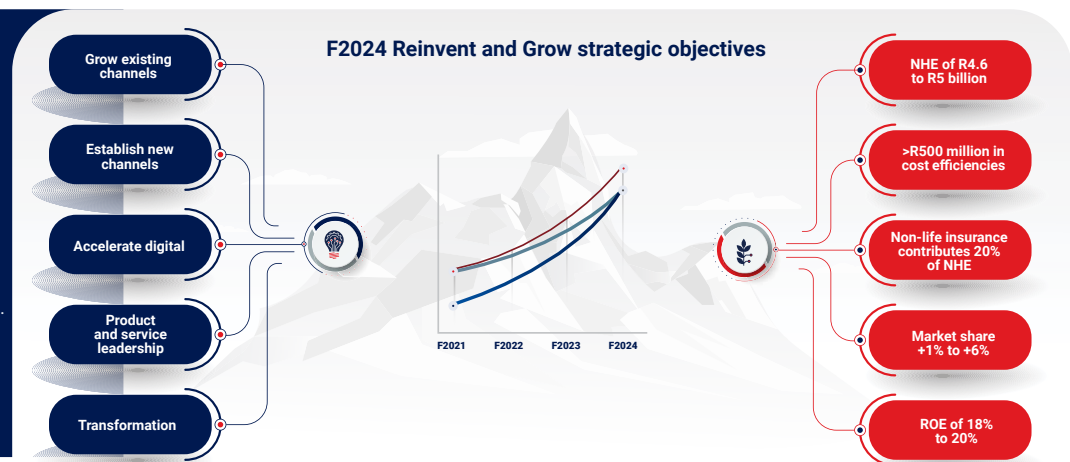 F2024 Reinvent and Grow strategic objectives
Grow existing
channels
Establish new
channels
Accelerate digital
Product
and service
leadership
Transformation
F2021
F2022
F2023
F2024
NHE of R4.6
to R5 billion
>R500 million in
cost efficiencies
Non-life insurance
contributes 20%
of NHE
Market share
+1% to +6%
ROE of 18%
to 20%